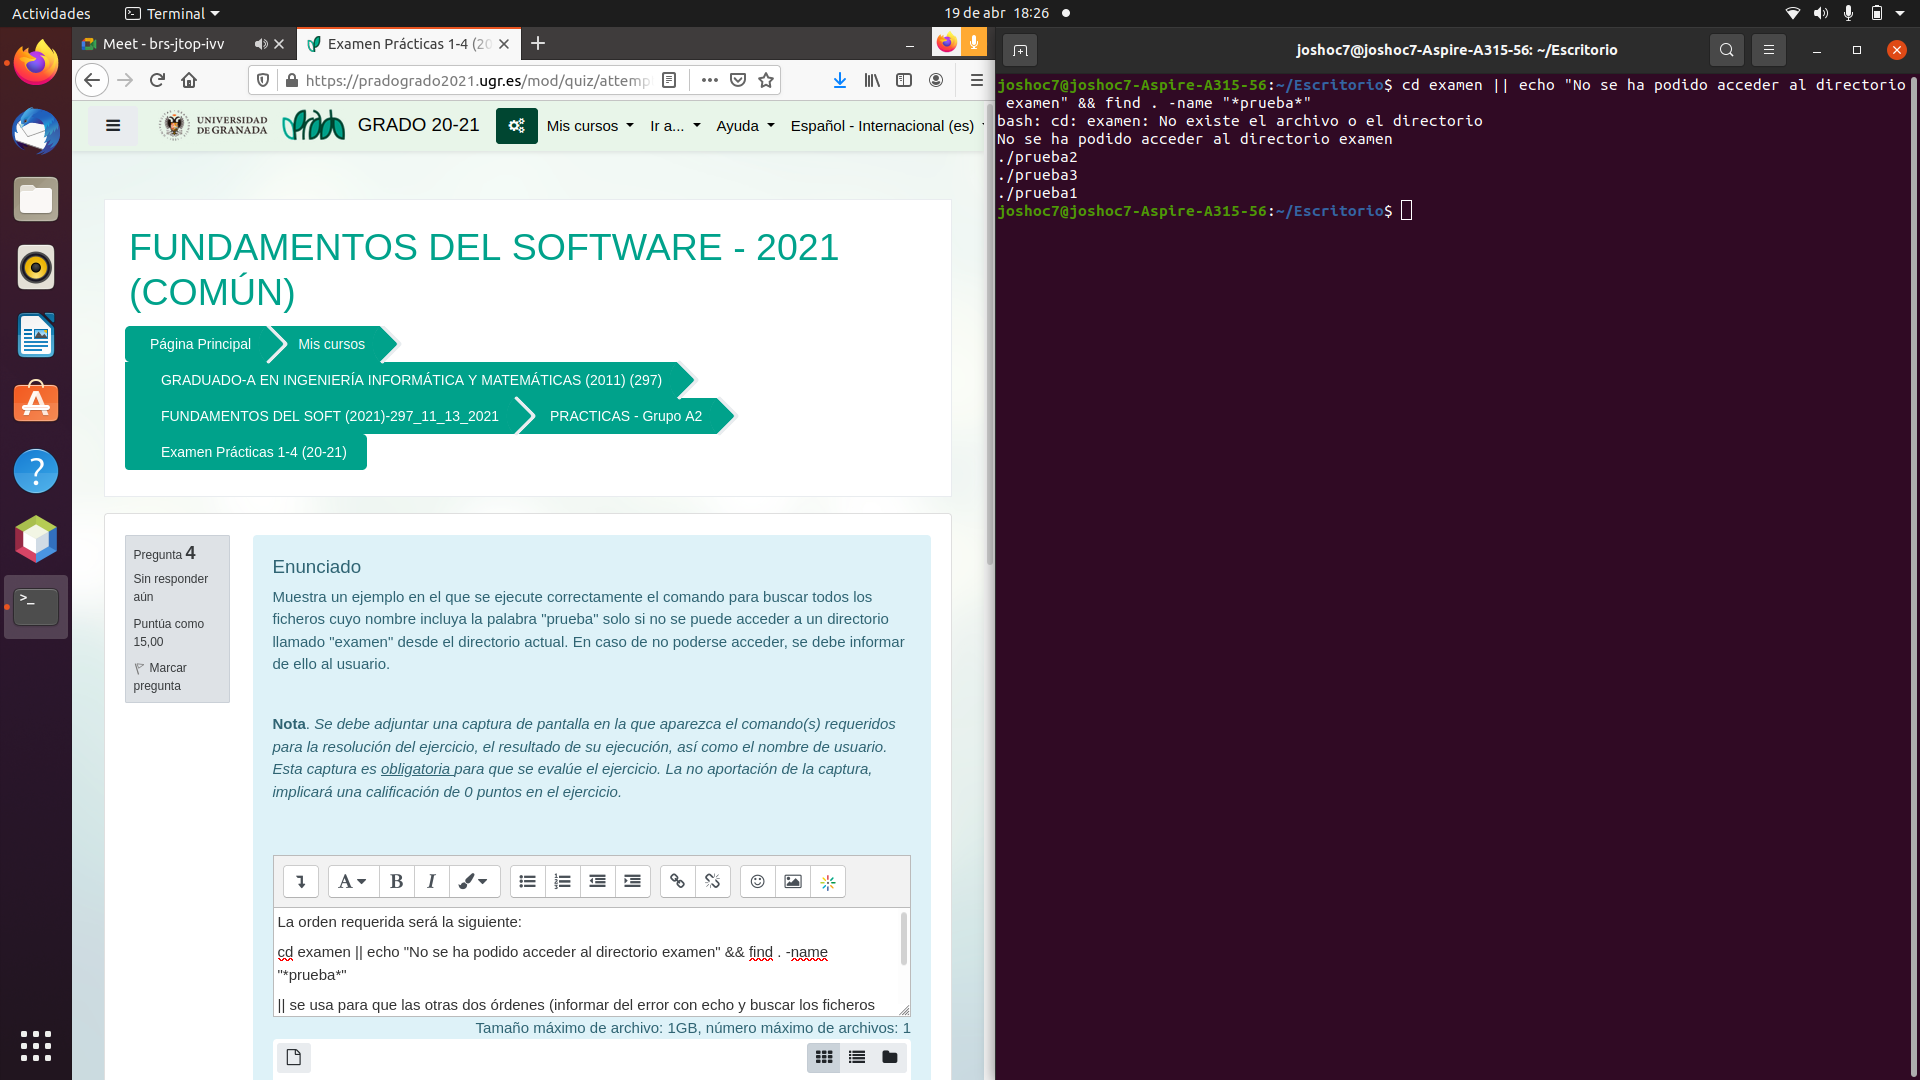 Actividades
Terminal
19 de abr 18:26
Meet - brs-jtop-ivv
Examen Prácticas 1-4 (20
https://pradogrado2021.ugr.es/mod/quiz/attemp
UNIVERSIDAD
DE GRANADA
GRADO 20-21
Mis cursos
Ir a...
Ayuda
Español - Internacional (es)
FUNDAMENTOS DEL SOFTWARE - 2021
(COMÚN)
Página Principal
Mis cursos
GRADUADO-A EN INGENIERÍA INFORMÁTICA Y MATEMÁTICAS (2011) (297)
FUNDAMENTOS DEL SOFT (2021)-297_11_13_2021
PRACTICAS - Grupo A2
Examen Prácticas 1-4 (20-21)
Pregunta 4
Sin responder
aún
Puntúa como
15,00
Marcar
pregunta
Enunciado
Muestra un ejemplo en el que se ejecute correctamente el comando para buscar todos los
ficheros cuyo nombre incluya la palabra "prueba" solo si no se puede acceder a un directorio
llamado "examen" desde el directorio actual. En caso de no poderse acceder, se debe informar
de ello al usuario.
Nota. Se debe adjuntar una captura de pantalla en la que aparezca el comando(s) requeridos
para la resolución del ejercicio, el resultado de su ejecución, así como el nombre de usuario.
Esta captura es obligatoria para que se evalúe el ejercicio. La no aportación de la captura,
implicará una calificación de 0 puntos en el ejercicio.
La orden requerida será la siguiente:
cd examen || echo "No se ha podido acceder al directorio examen" && find . -name
"*prueba*"
|| se usa para que las otras dos órdenes (informar del error con echo y buscar los ficheros
Tamaño máximo de archivo: 1GB, número máximo de archivos: 1
joshoc7@joshoc7-Aspire-A315-56: ~/Escritorio
joshoc7@joshoc7-Aspire-A315-56:~/Escritorio$ cd examen || echo "No se ha podido acceder al directorio
examen" && find . -name "*prueba*"
bash: cd: examen: No existe el archivo o el directorio
No se ha podido acceder al directorio examen
./prueba2
./prueba3
./prueba1
joshoc7@joshoc7-Aspire-A315-56:~/Escritorio$